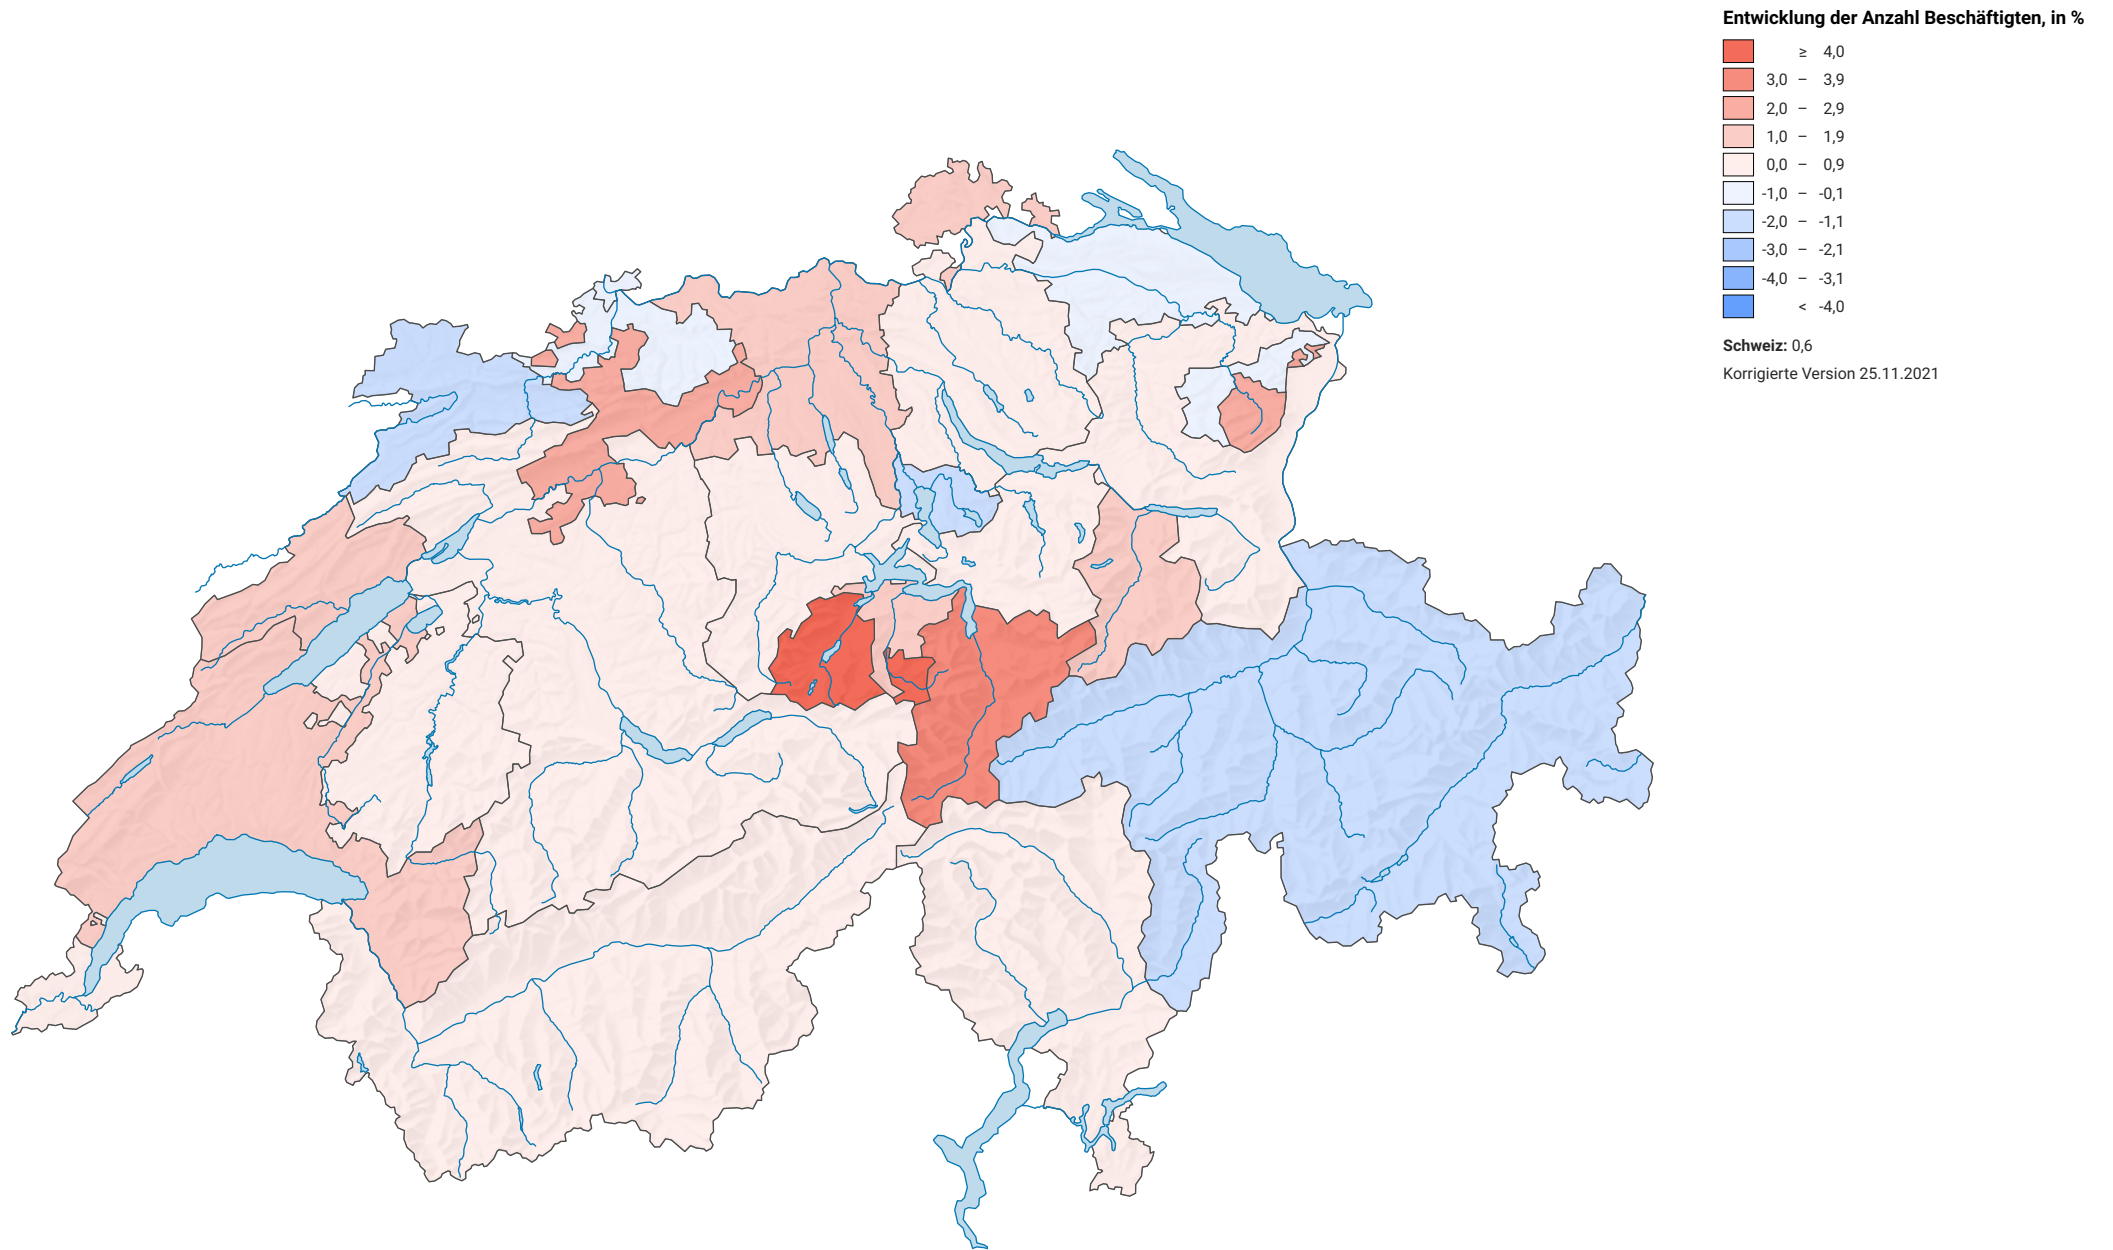 Entwicklung der Anzahl Beschäftigten, in %
≥ 4,0
3,0 – 3,9
2,0 – 2,9
1,0 – 1,9
0,0 – 0,9
-1,0 – -0,1
-2,0 – -1,1
-3,0 – -2,1
-4,0 – -3,1
< -4,0
Schweiz: 0,6
Korrigierte Version 25.11.2021